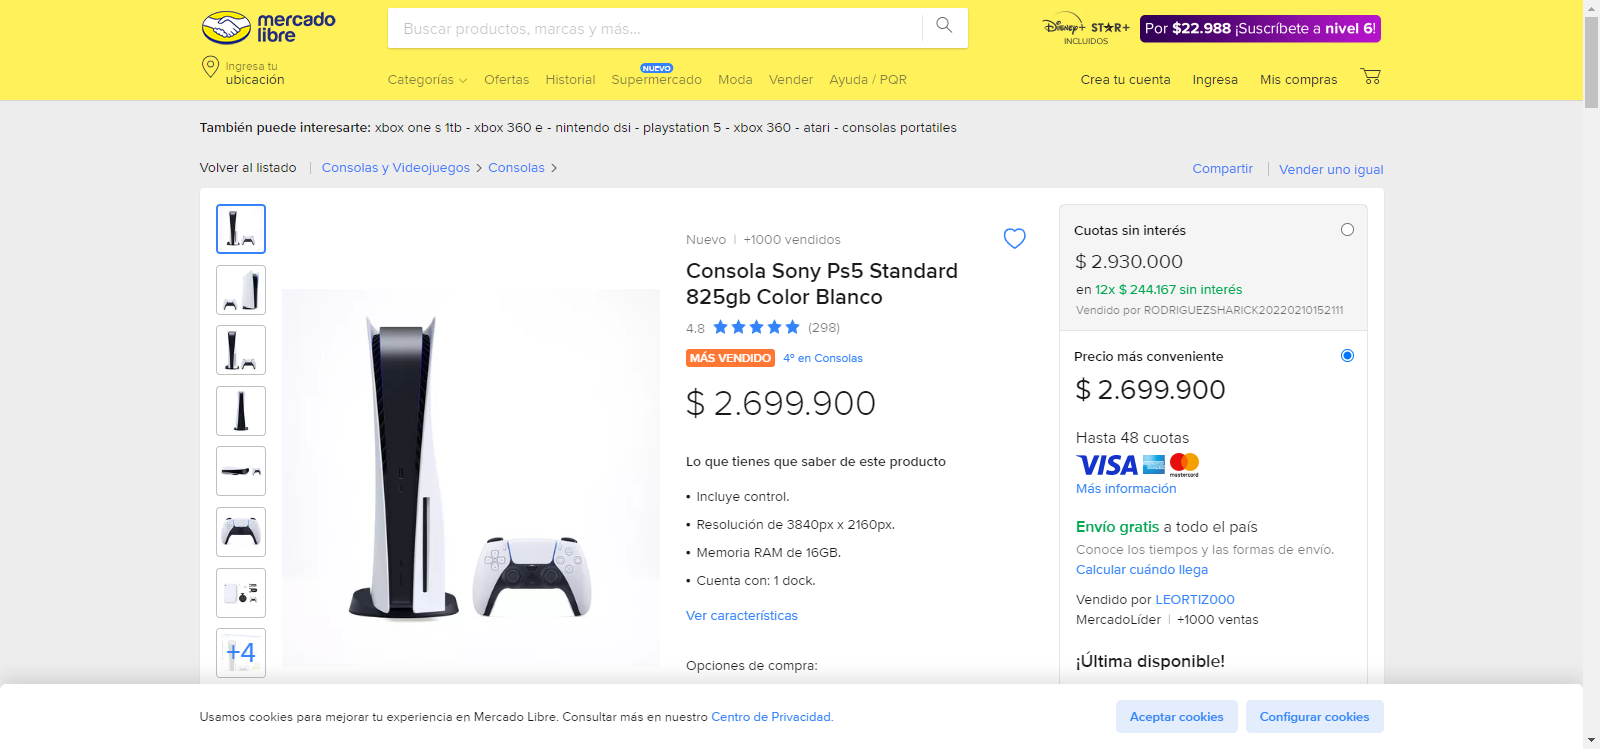 mercado
libre
Buscar productos, marcas y más...
Disney+ STAR+
INCLUIDOS
Por $22.988 ¡Suscríbete a nivel 6!
Ingresa tu
ubicación
Categorías
Ofertas
Historial
NUEVO
Supermercado
Moda
Vender
Ayuda / PQR
Crea tu cuenta
Ingresa
Mis compras
También puede interesarte: xbox one s 1tb - xbox 360 e - nintendo dsi - playstation 5 - xbox 360 - atari - consolas portatiles
Volver al listado | Consolas y Videojuegos > Consolas >
Compartir | Vender uno igual
+4
Nuevo | +1000 vendidos
Consola Sony Ps5 Standard
825gb Color Blanco
4.8 (298)
MÁS VENDIDO 4º en Consolas
$ 2.699.900
Lo que tienes que saber de este producto
• Incluye control.
• Resolución de 3840px x 2160px.
• Memoria RAM de 16GB.
• Cuenta con: 1 dock.
Ver características
Opciones de compra:
Cuotas sin interés
$ 2.930.000
en 12x $ 244.167 sin interés
Vendido por RODRIGUEZSHARICK20220210152111
Precio más conveniente
$ 2.699.900
Hasta 48 cuotas
VISA
mastercard
Más información
Envío gratis a todo el país
Conoce los tiempos y las formas de envío.
Calcular cuándo llega
Vendido por LEORTIZ000
MercadoLíder | +1000 ventas
¡Última disponible!
Usamos cookies para mejorar tu experiencia en Mercado Libre. Consultar más en nuestro Centro de Privacidad.
Aceptar cookies
Configurar cookies